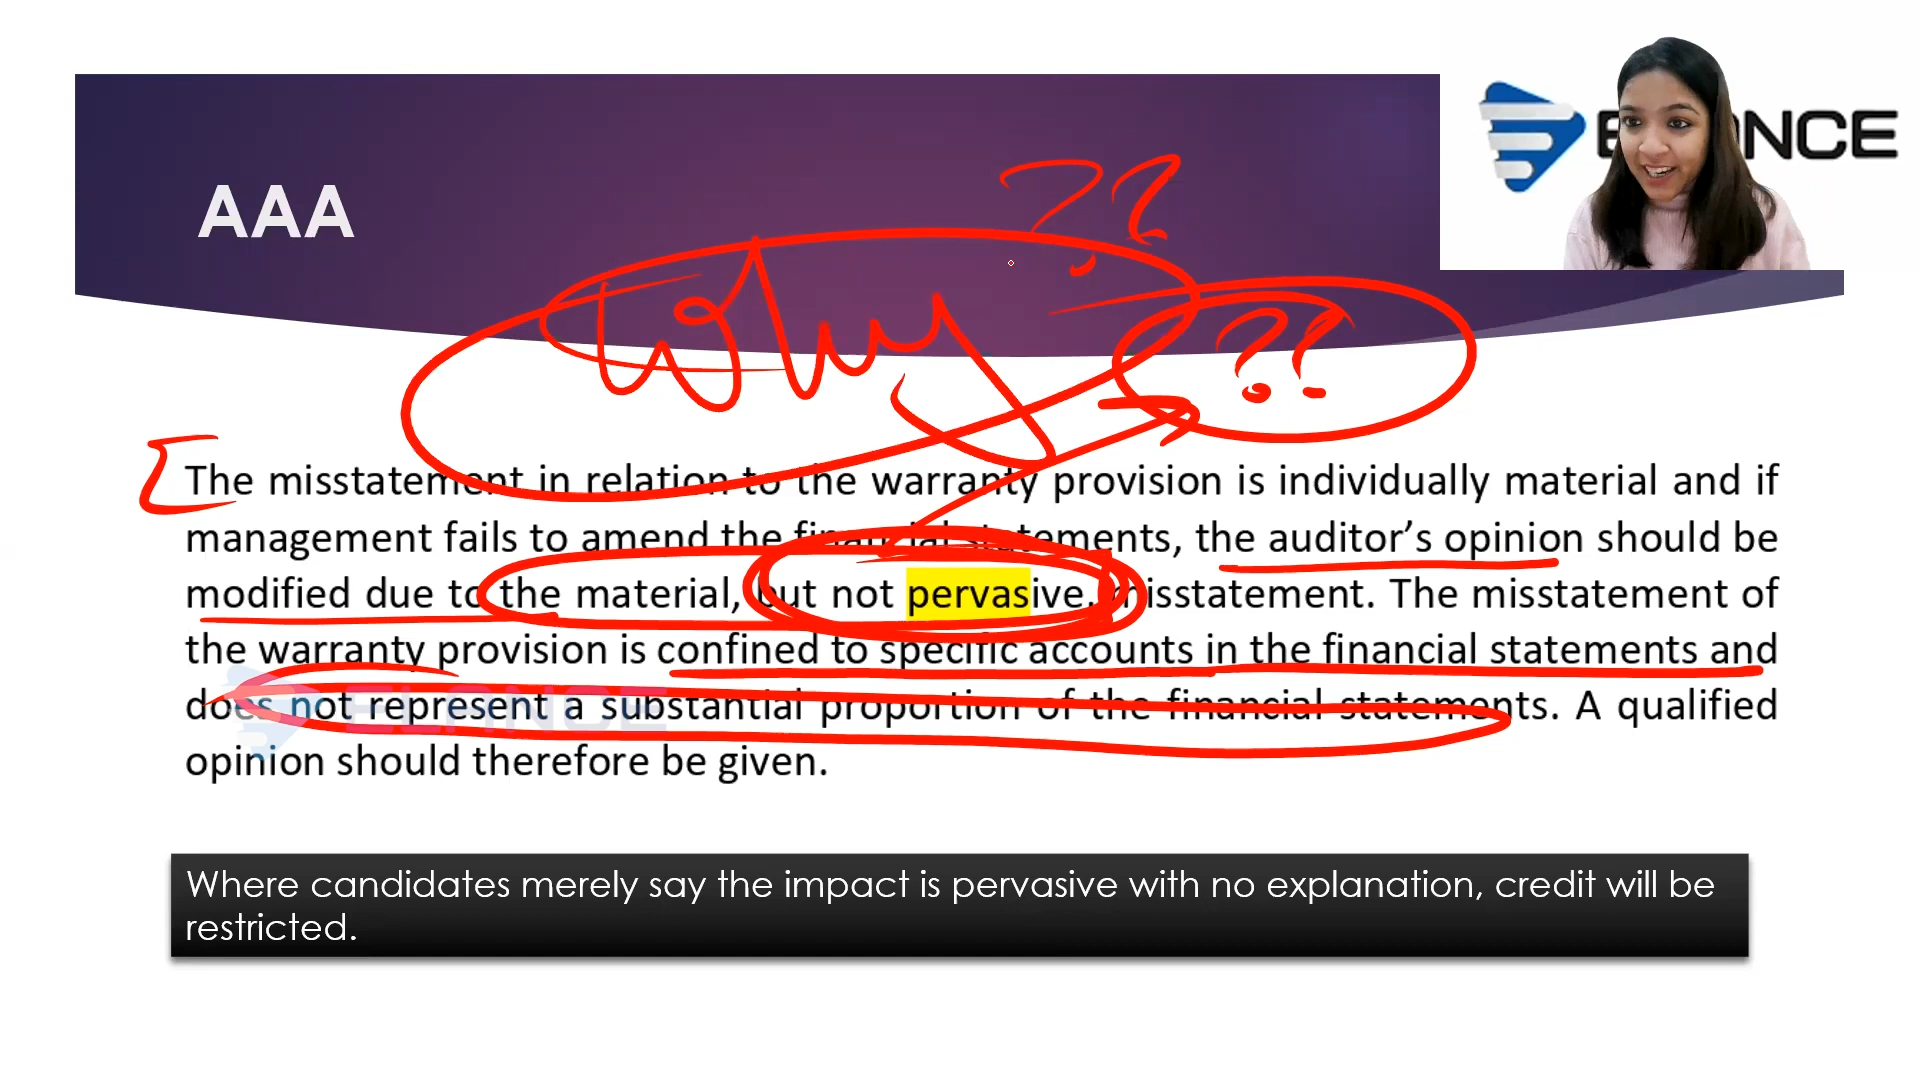 ELANCE
AAA
??
Why
??
The misstatement in relation to the warranty provision is individually material and if
management fails to amend the financial statements, the auditor's opinion should be
modified due to the material, but not pervasive, misstatement. The misstatement of
the warranty provision is confined to specific accounts in the financial statements and
does not represent a substantial proportion of the financial statements. A qualified
opinion should therefore be given.
ELANCE
Where candidates merely say the impact is pervasive with no explanation, credit will be
restricted.